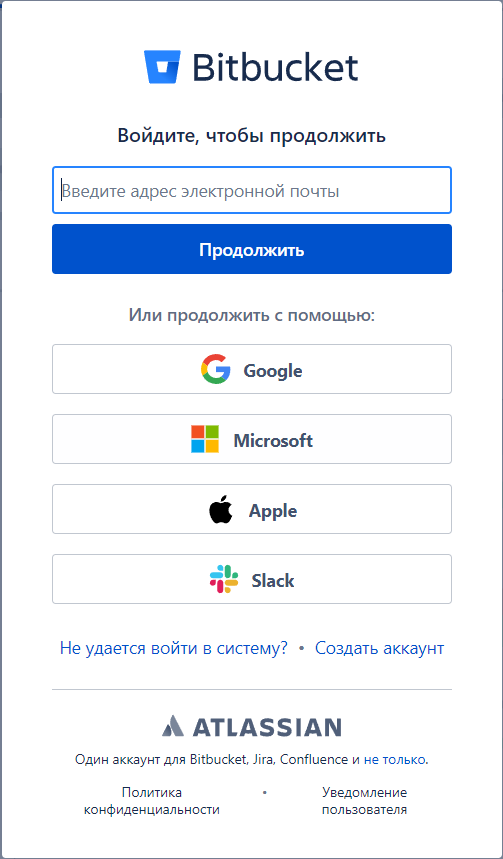 Bitbucket
Войдите, чтобы продолжить
Введите адрес электронной почты
Продолжить
Или продолжить с помощью:
Google
Microsoft
Apple
Slack
Не удается войти в систему? • Создать аккаунт
ATLASSIAN
Один аккаунт для Bitbucket, Jira, Confluence и не только.
Политика конфиденциальности • Уведомление пользователя